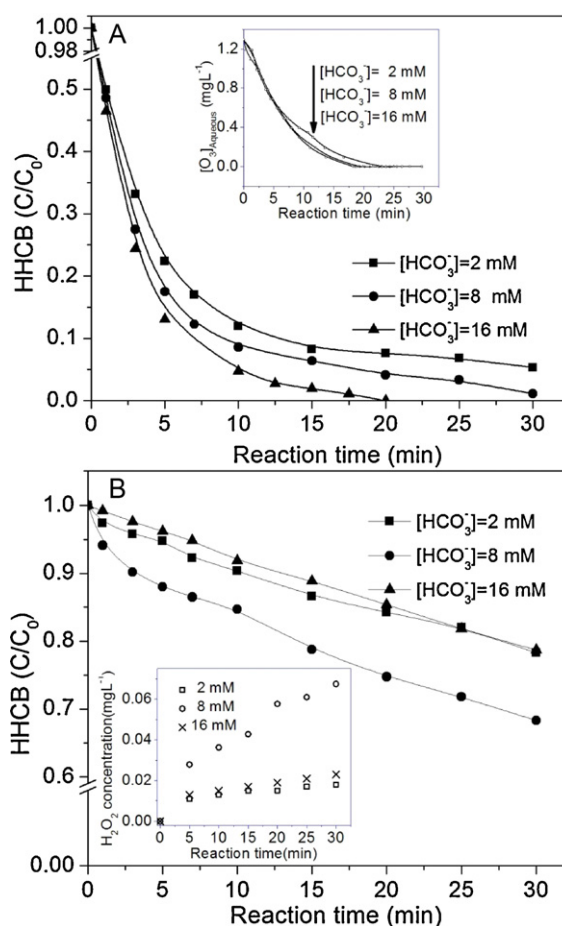 A
HHCB (C/C₀)
1.00
0.98
0.5
0.4
0.3
0.2
0.1
0.0
0 5 10 15 20 25 30
Reaction time (min)
[O₃]Aqueous (mgL⁻¹)
1.2
0.8
0.4
0.0
0 5 10 15 20 25 30
Reaction time (min)
[HCO₃⁻]= 2 mM
[HCO₃⁻]= 8 mM
[HCO₃⁻]=16 mM
[HCO₃⁻]=2 mM
[HCO₃⁻]=8 mM
[HCO₃⁻]=16 mM
B
HHCB (C/C₀)
1.0
0.9
0.8
0.7
0.6
0.00
0 5 10 15 20 25 30
Reaction time (min)
[HCO₃⁻]=2 mM
[HCO₃⁻]=8 mM
[HCO₃⁻]=16 mM
H₂O₂ concentration(mgL⁻¹)
0.06
0.04
0.02
0.00
0 5 10 15 20 25 30
Reaction time(min)
2 mM
8 mM
16 mM